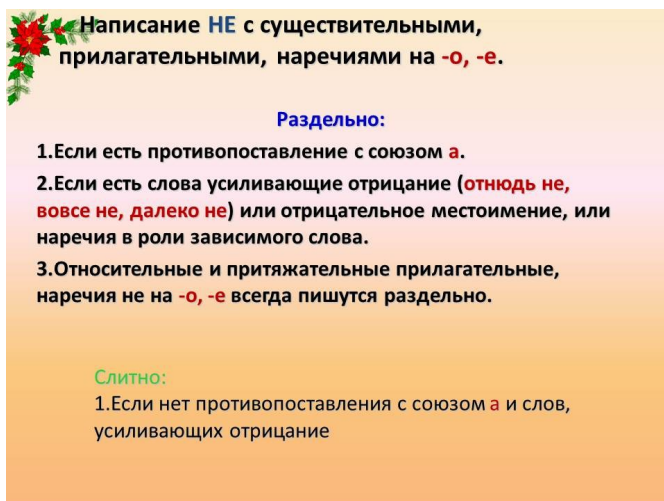 Написание НЕ с существительными,
прилагательными, наречиями на -о, -е.
Раздельно:
1.Если есть противопоставление с союзом а.
2.Если есть слова усиливающие отрицание (отнюдь не,
вовсе не, далеко не) или отрицательное местоимение, или
наречия в роли зависимого слова.
3.Относительные и притяжательные прилагательные,
наречия не на -о, -е всегда пишутся раздельно.
Слитно:
1.Если нет противопоставления с союзом а и слов,
усиливающих отрицание